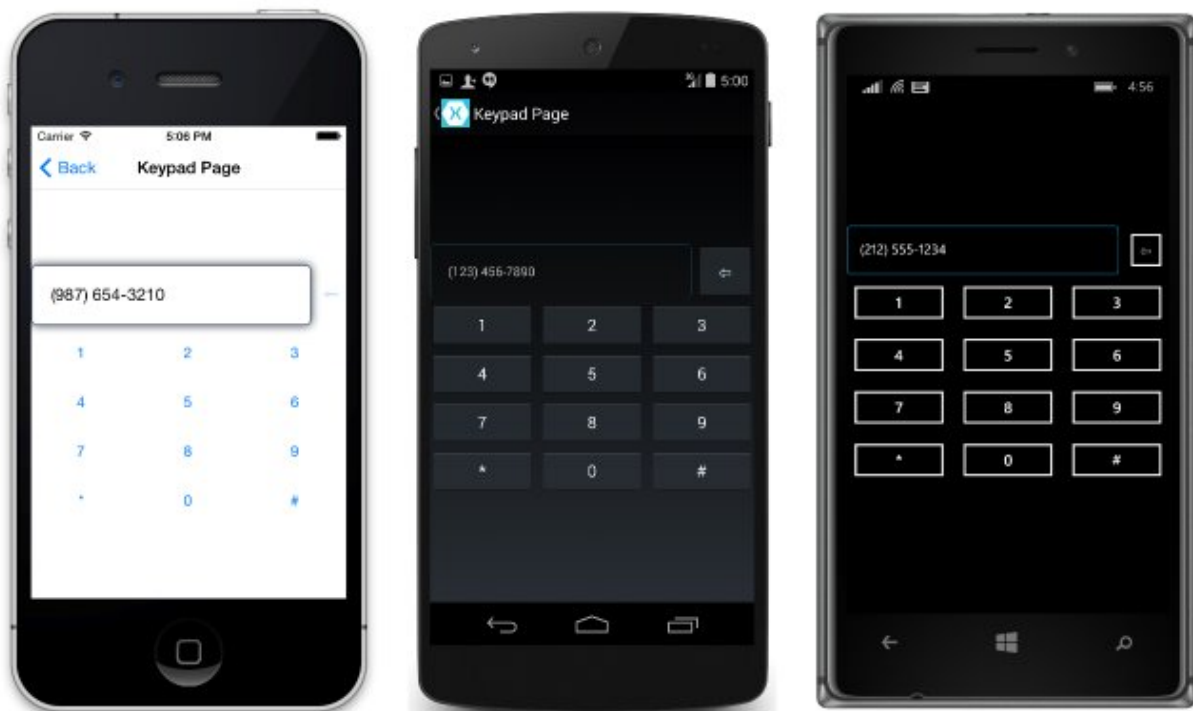 Carrier 5:06 PM
Back Keypad Page
(987) 654-3210
1 2 3
4 5 6
7 8 9
* 0 #
3G 5:00
Keypad Page
(123) 456-7890
1 2 3
4 5 6
7 8 9
* 0 #
4:56
(212) 555-1234
1 2 3
4 5 6
7 8 9
* 0 #